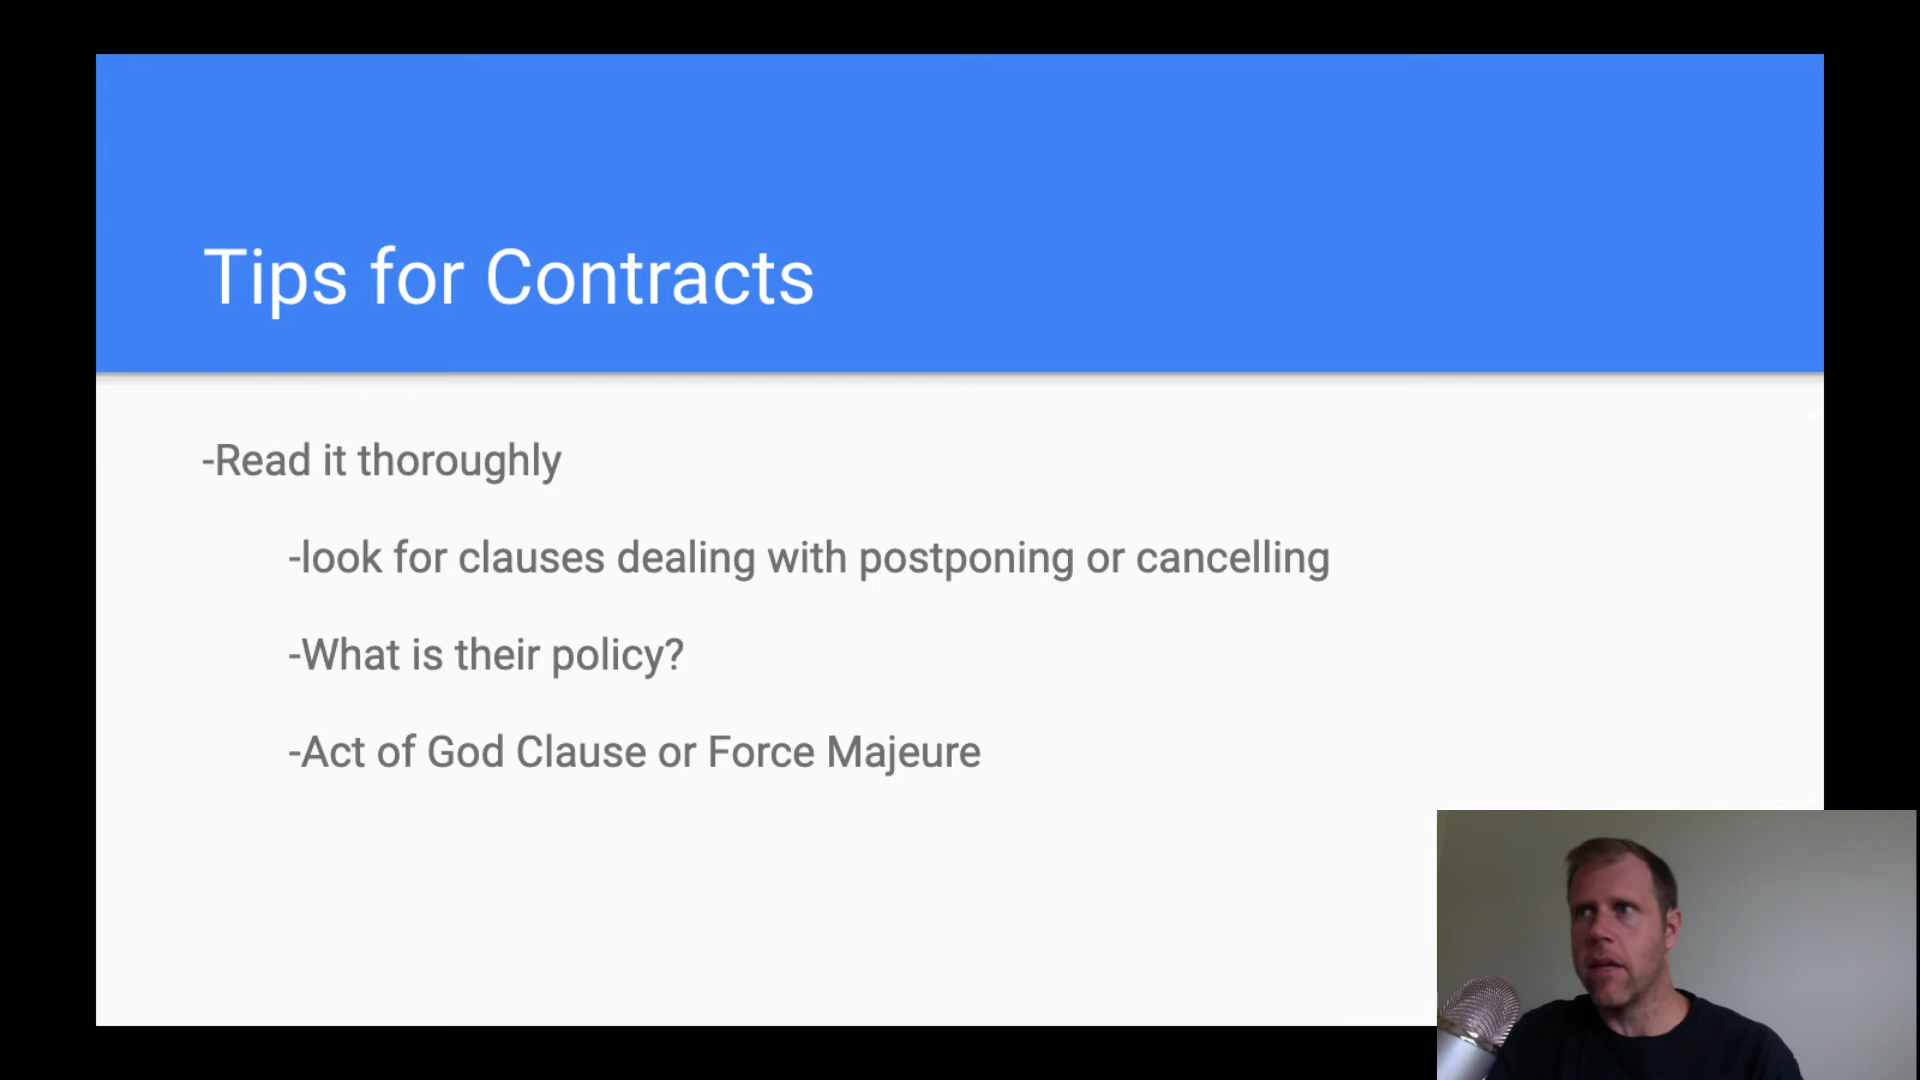 Tips for Contracts
-Read it thoroughly
-look for clauses dealing with postponing or cancelling
-What is their policy?
-Act of God Clause or Force Majeure